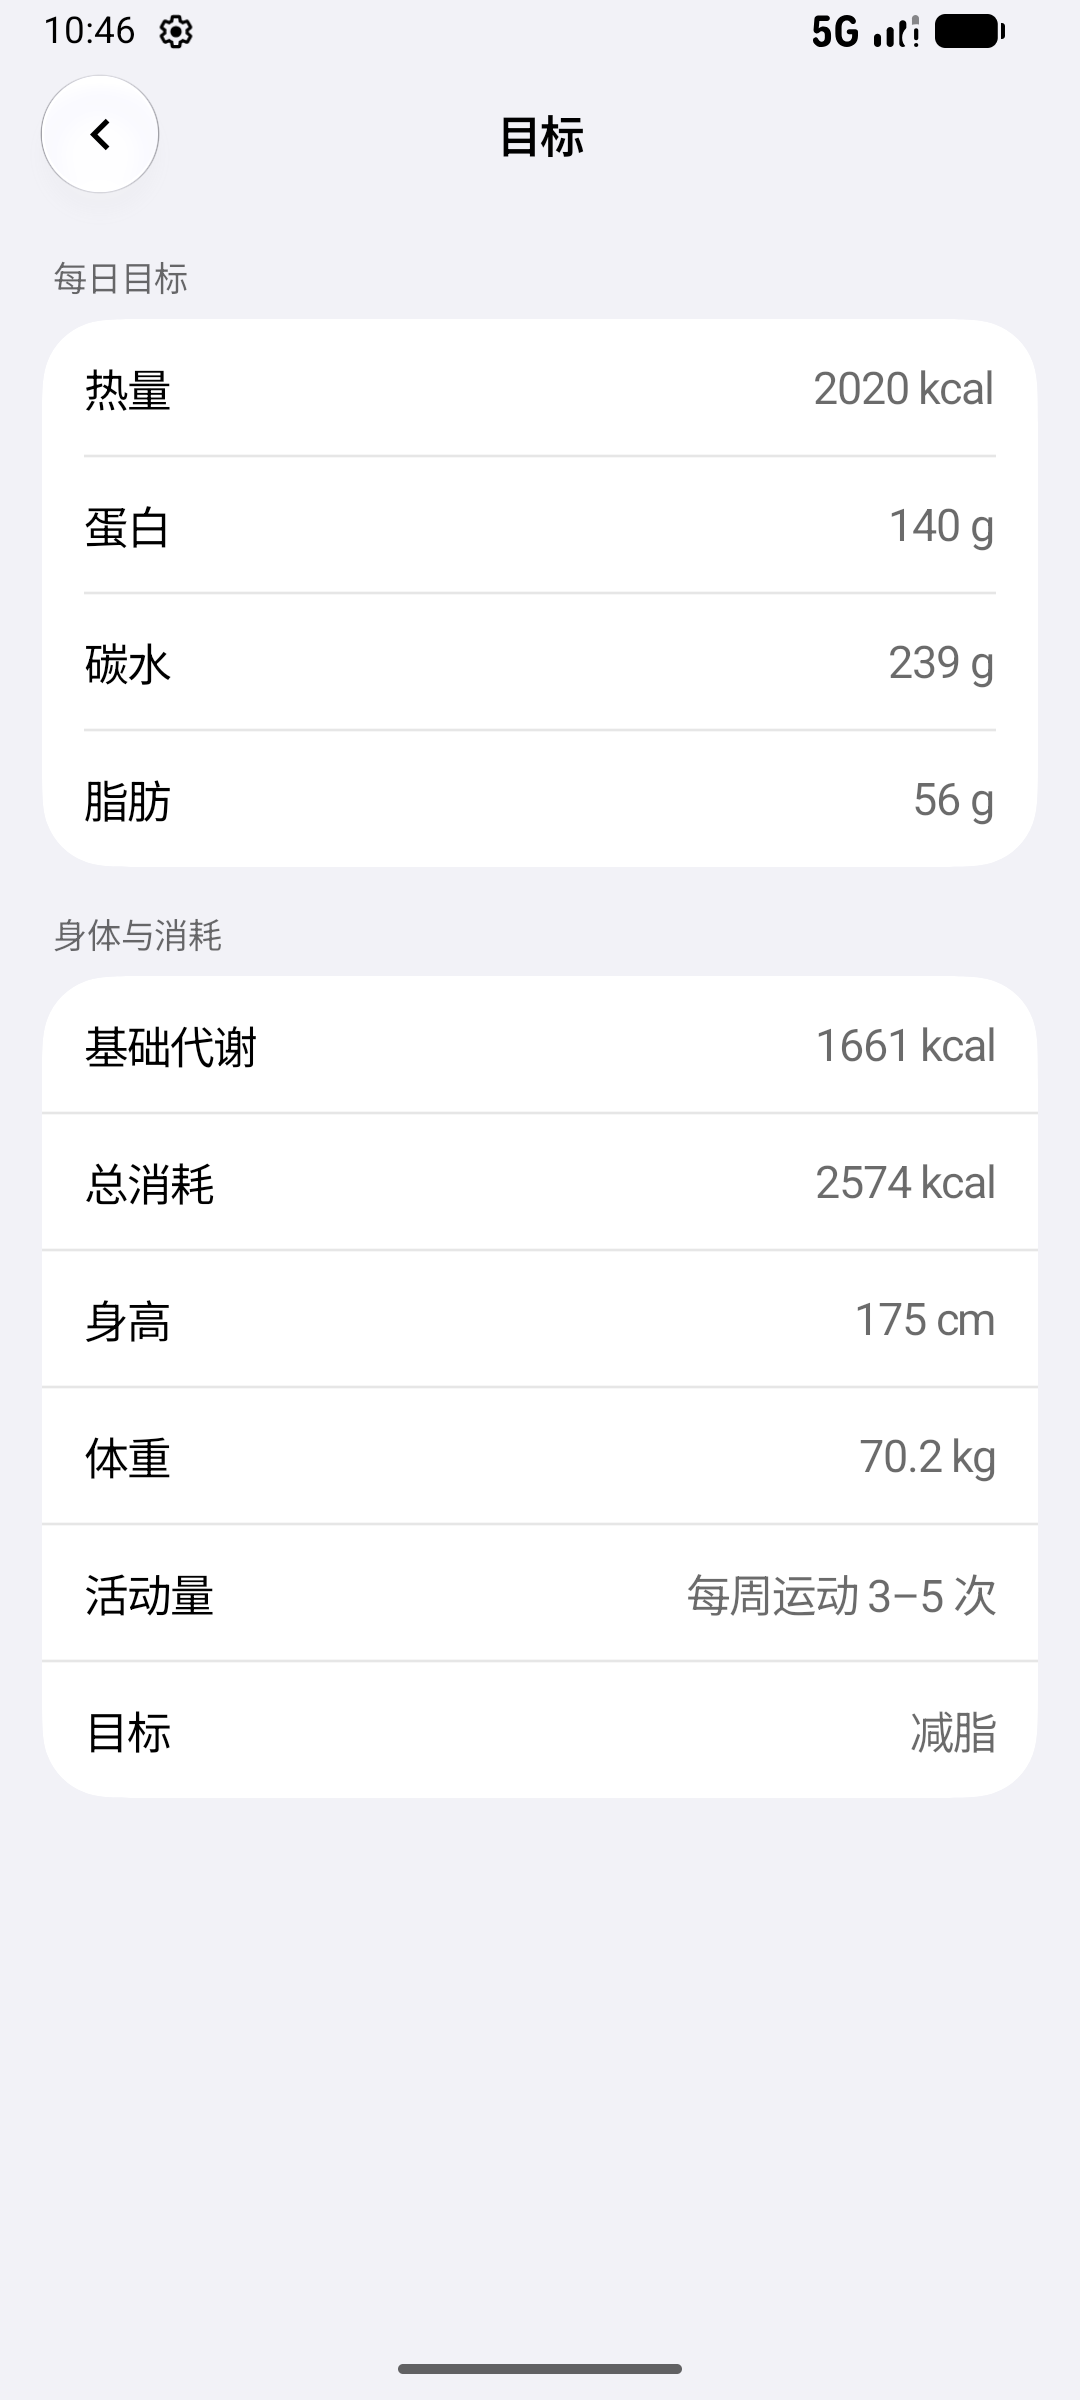 10:46
5G
目标
每日目标
热量 2020 kcal
蛋白 140 g
碳水 239 g
脂肪 56 g
身体与消耗
基础代谢 1661 kcal
总消耗 2574 kcal
身高 175 cm
体重 70.2 kg
活动量 每周运动 3–5 次
目标 减脂